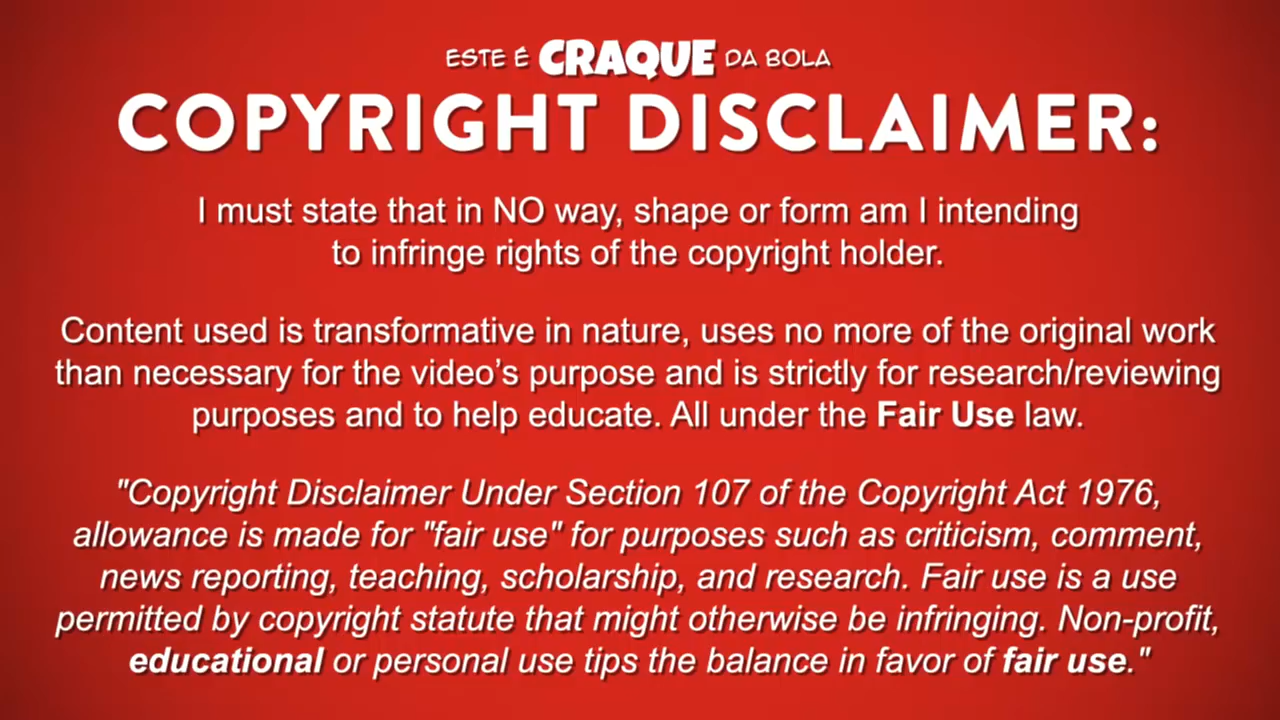 ESTE É CRAQUE DA BOLA
COPYRIGHT DISCLAIMER:
I must state that in NO way, shape or form am I intending
to infringe rights of the copyright holder.
Content used is transformative in nature, uses no more of the original work
than necessary for the video’s purpose and is strictly for research/reviewing
purposes and to help educate. All under the Fair Use law.
"Copyright Disclaimer Under Section 107 of the Copyright Act 1976,
allowance is made for "fair use" for purposes such as criticism, comment,
news reporting, teaching, scholarship, and research. Fair use is a use
permitted by copyright statute that might otherwise be infringing. Non-profit,
educational or personal use tips the balance in favor of fair use."